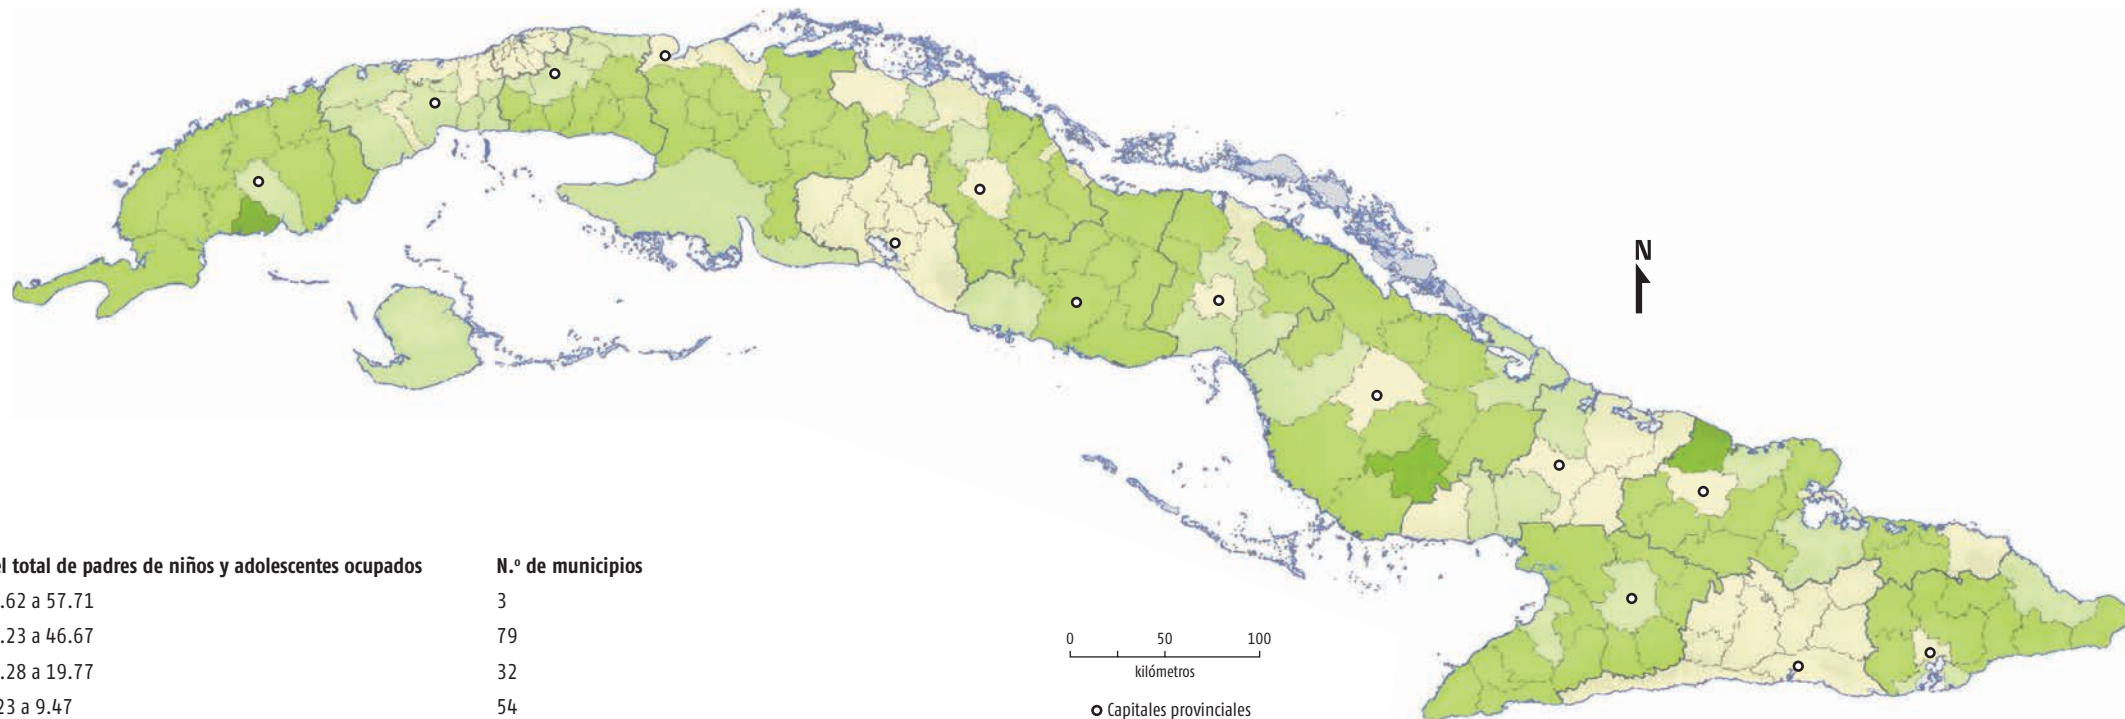 N
el total de padres de niños y adolescentes ocupados N.º de municipios
.62 a 57.71 3
.23 a 46.67 79
.28 a 19.77 32
23 a 9.47 54
0 50 100
kilómetros
Capitales provinciales